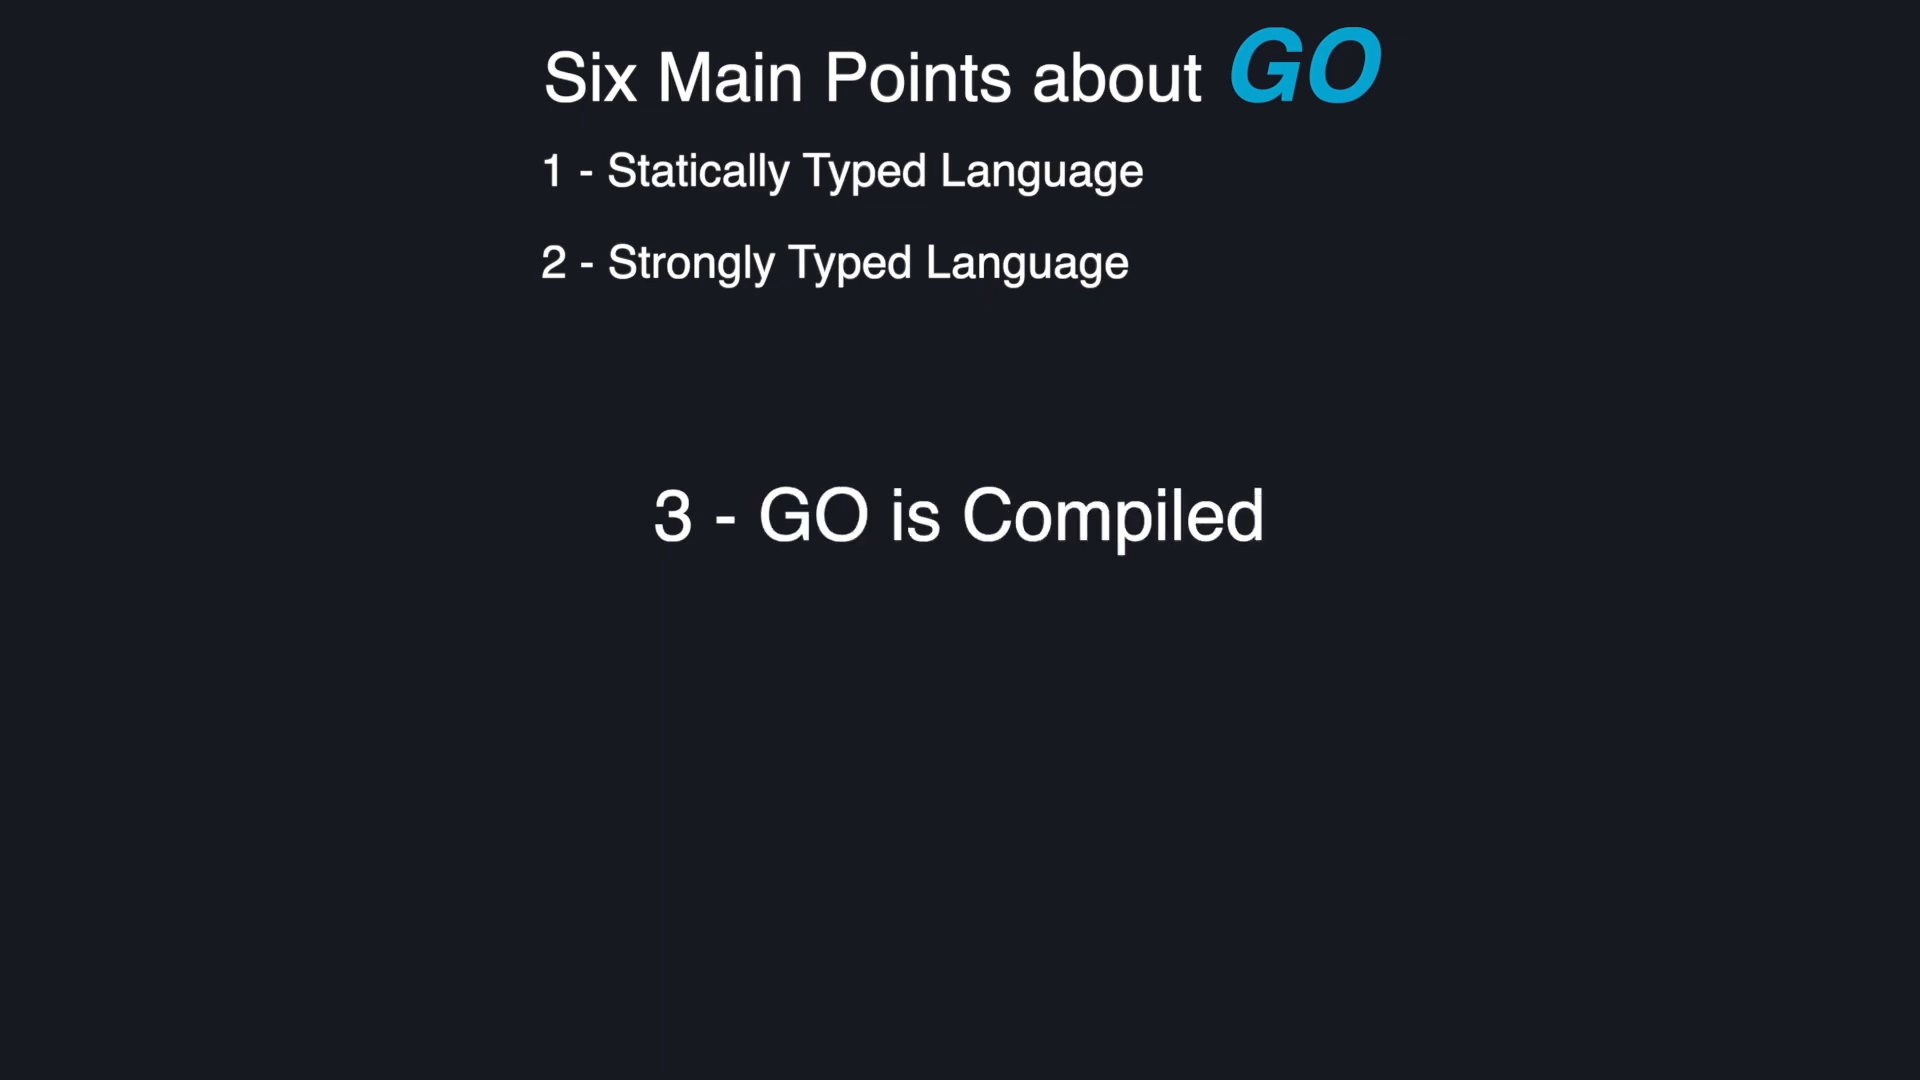 Six Main Points about GO
1 - Statically Typed Language
2 - Strongly Typed Language
3 - GO is Compiled